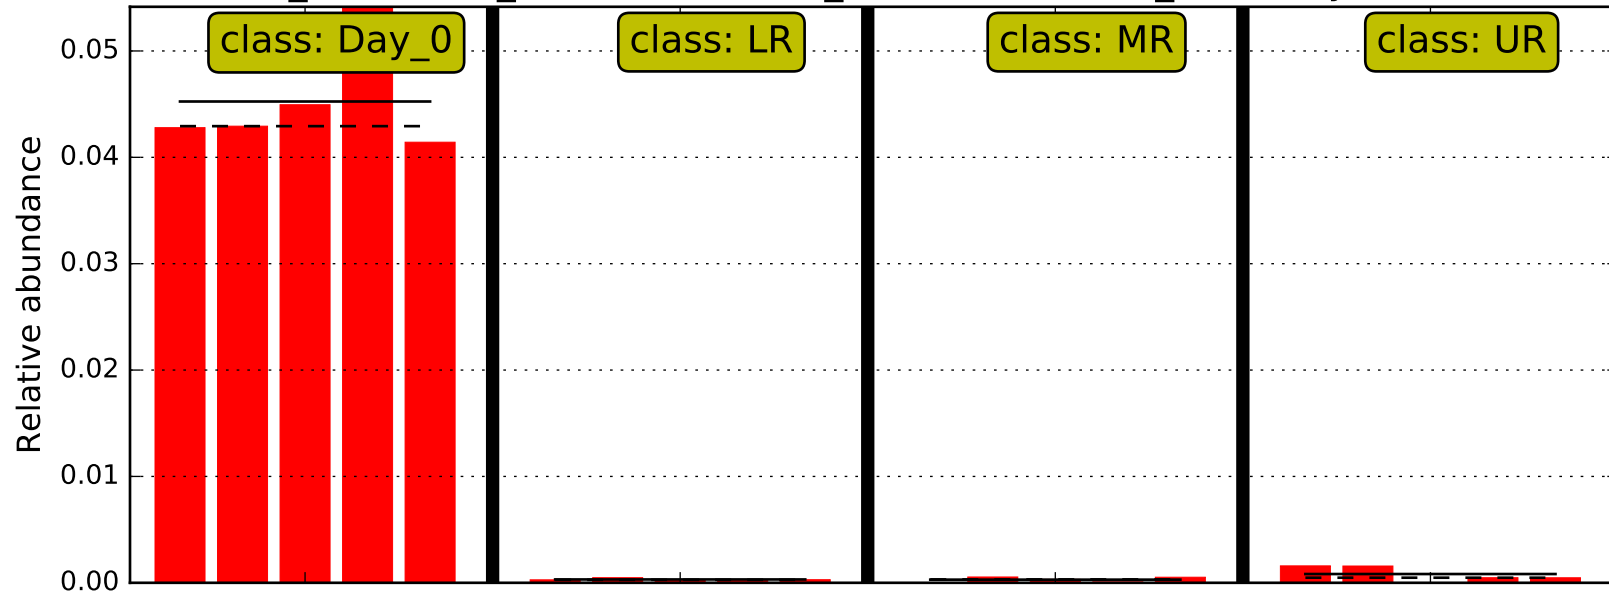 class: Day_0
class: LR
class: MR
class: UR
Relative abundance
0.05
0.04
0.03
0.02
0.01
0.00